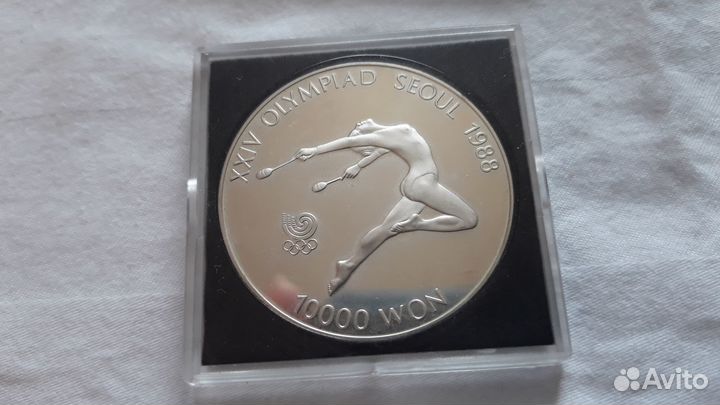 XXIV OLYMPIAD SEOUL 1988
10000 WON
Avito